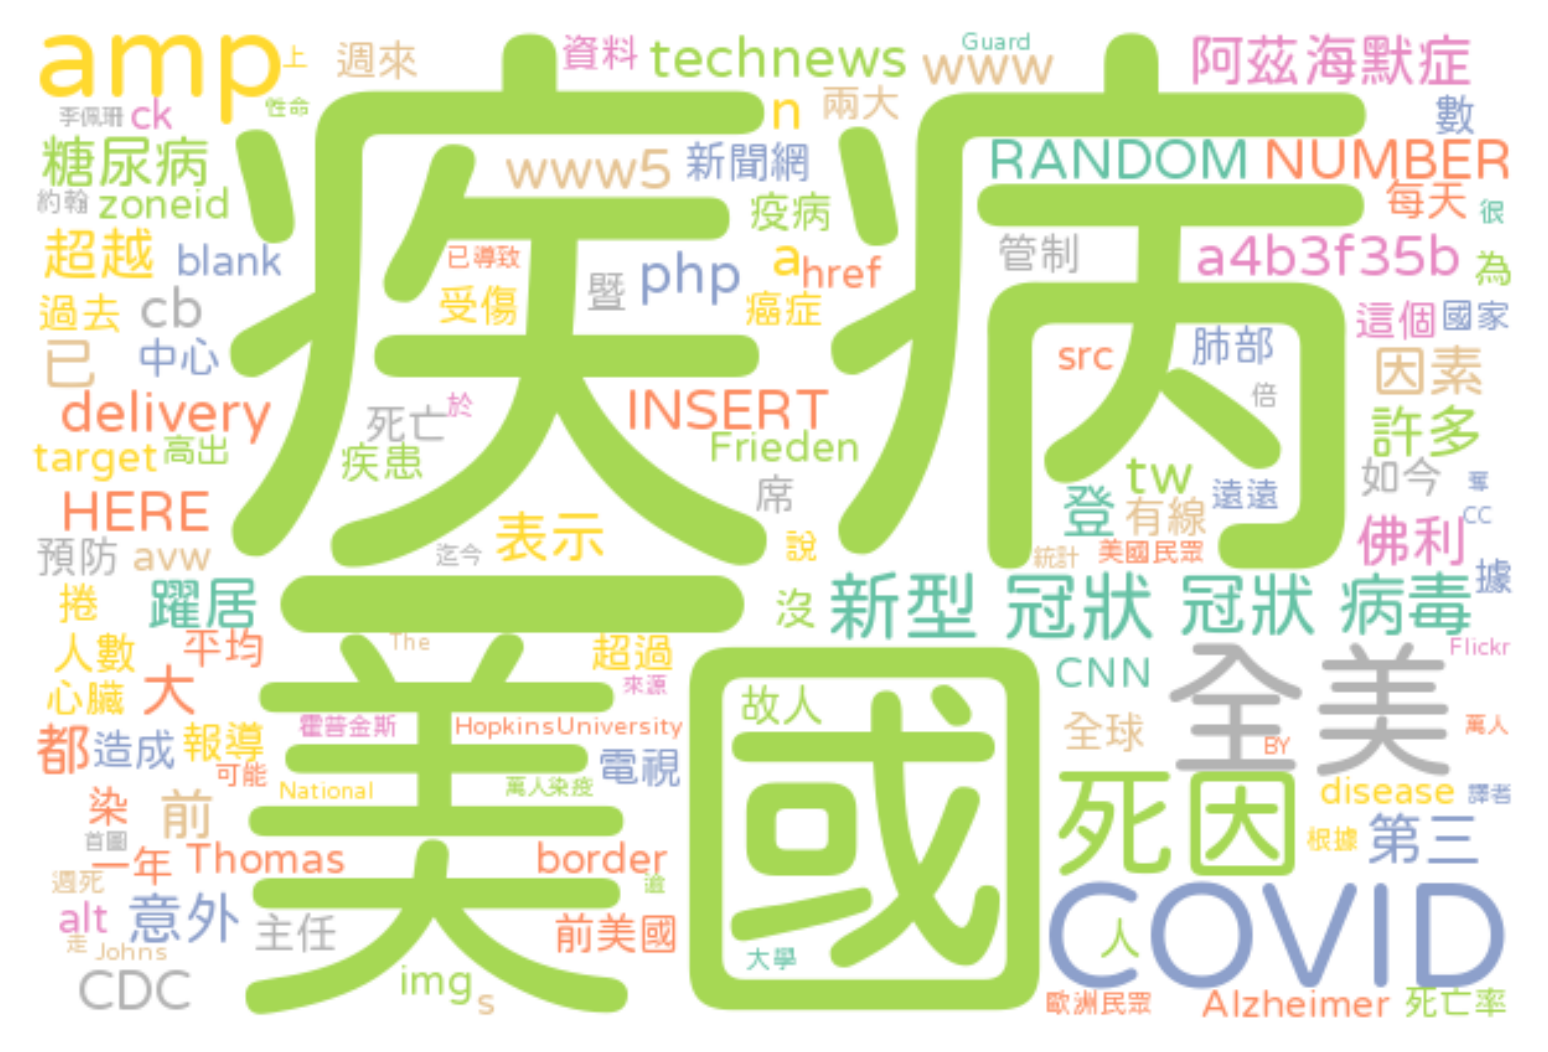 amp
上
週來
資料
technews
Guard
www
阿茲海默症
李佩珊
ck
性命
疾病
n
兩大
數
糖尿病
www5
新聞網
RANDOM
NUMBER
約翰
zoneid
疫病
每天
很
超越
blank
已導致
暨
php
a
href
管制
a4b3f35b
為
過去
cb
受傷
癌症
這個
國家
已
中心
src
肺部
因素
delivery
死亡
於
INSERT
倍
許多
target
高出
疾患
Frieden
tw
如今
HERE
席
登
有線
遠遠
CC
預防
avw
迄今
表示
說
統計
美國民眾
佛利
據
捲
躍居
沒
新型 冠狀
冠狀 病毒
人數
平均
The
超過
美國
CNN
全美
Flickr
心臟
大
來源
故人
都
造成
報導
霍普金斯
HopkinsUniversity
電視
全球
BY
萬人
可能
National
萬人染疫
死因
disease
譯者
染
前
首圖
根據
第三
一年
Thomas
border
週死
alt
意外
主任
前美國
COVID
人
走
Johns
大學
CDC
img
s
歐洲民眾
Alzheimer
死亡率